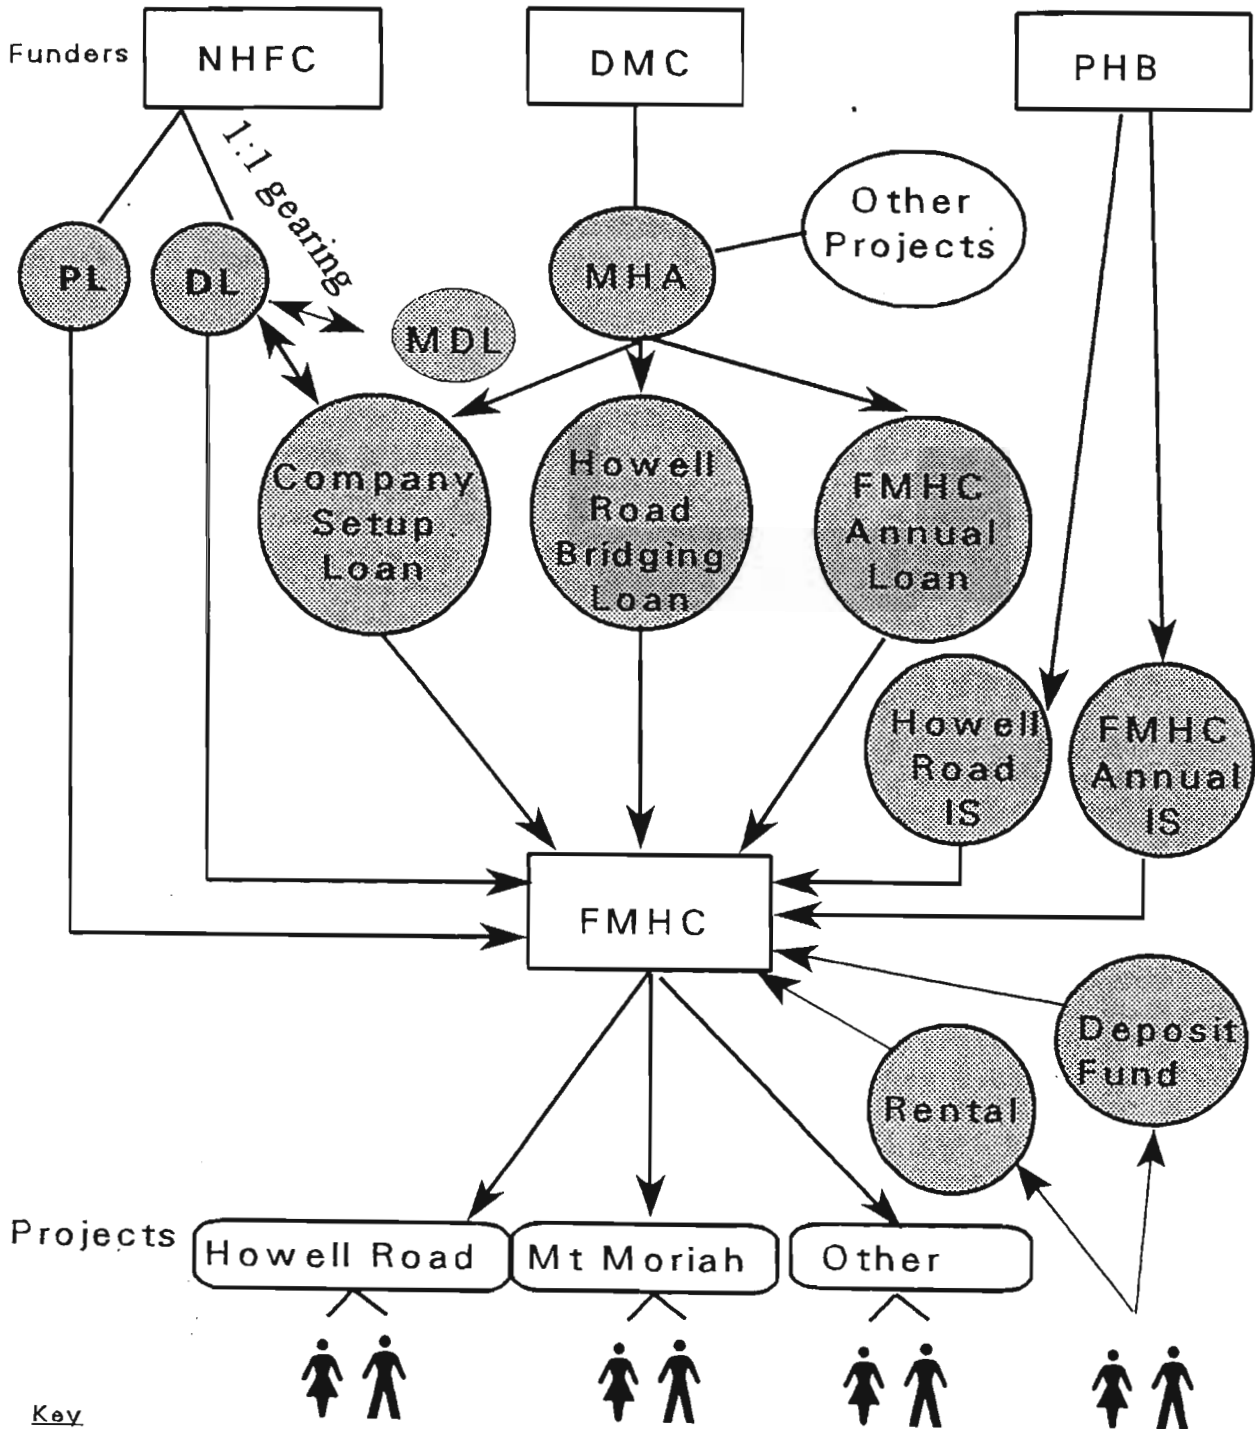 Funders
NHFC
DMC
PHB
1:1 gearing
Other
Projects
PL
DL
MHA
MDL
Company
Setup
Loan
Howell
Road
Bridging
Loan
FMHC
Annual
Loan
Howell
Road
IS
FMHC
Annual
IS
FMHC
Deposit
Fund
Rental
Projects
Howell Road
Mt Moriah
Other
Key